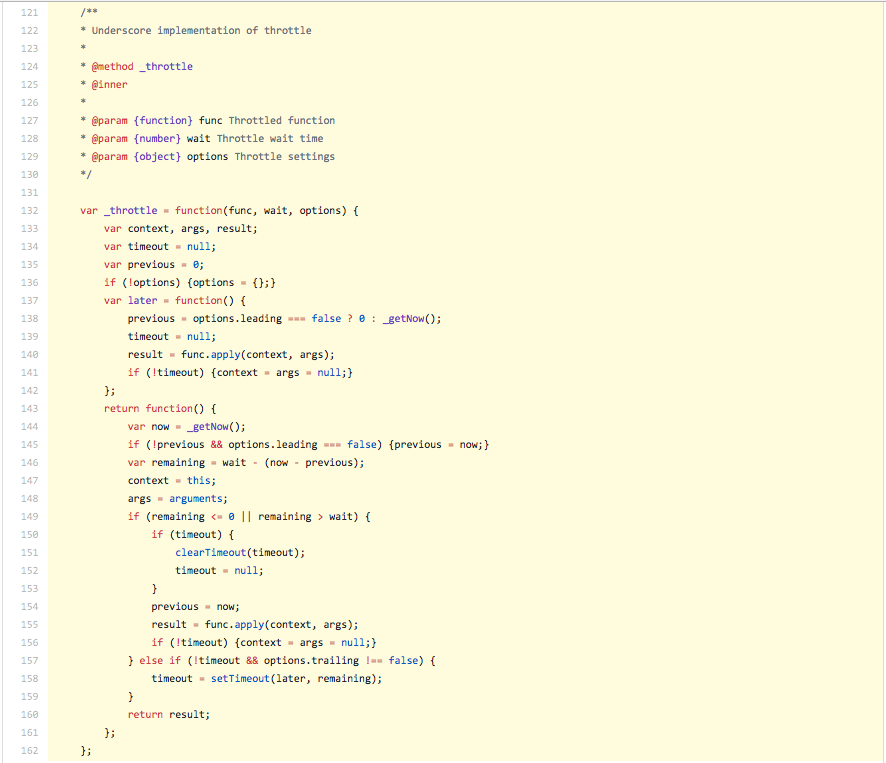 121 /**
122 * Underscore implementation of throttle
123 *
124 * @method _throttle
125 * @inner
126 *
127 * @param {function} func Throttled function
128 * @param {number} wait Throttle wait time
129 * @param {object} options Throttle settings
130 */
131
132 var _throttle = function(func, wait, options) {
133 var context, args, result;
134 var timeout = null;
135 var previous = 0;
136 if (!options) {options = {};}
137 var later = function() {
138 previous = options.leading === false ? 0 : _getNow();
139 timeout = null;
140 result = func.apply(context, args);
141 if (!timeout) {context = args = null;}
142 };
143 return function() {
144 var now = _getNow();
145 if (!previous && options.leading === false) {previous = now;}
146 var remaining = wait - (now - previous);
147 context = this;
148 args = arguments;
149 if (remaining <= 0 || remaining > wait) {
150 if (timeout) {
151 clearTimeout(timeout);
152 timeout = null;
153 }
154 previous = now;
155 result = func.apply(context, args);
156 if (!timeout) {context = args = null;}
157 } else if (!timeout && options.trailing !== false) {
158 timeout = setTimeout(later, remaining);
159 }
160 return result;
161 };
162 };